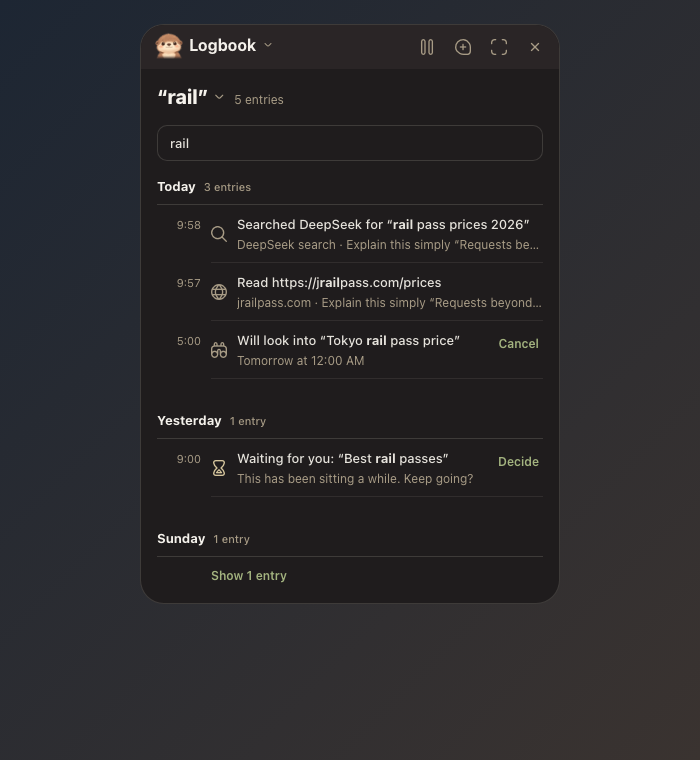 Logbook
“rail” 5 entries
rail
Today 3 entries
9:58 Searched DeepSeek for “rail pass prices 2026”
DeepSeek search · Explain this simply “Requests be…
9:57 Read https://jrailpass.com/prices
jrailpass.com · Explain this simply “Requests beyond…
5:00 Will look into “Tokyo rail pass price” Cancel
Tomorrow at 12:00 AM
Yesterday 1 entry
9:00 Waiting for you: “Best rail passes” Decide
This has been sitting a while. Keep going?
Sunday 1 entry
Show 1 entry